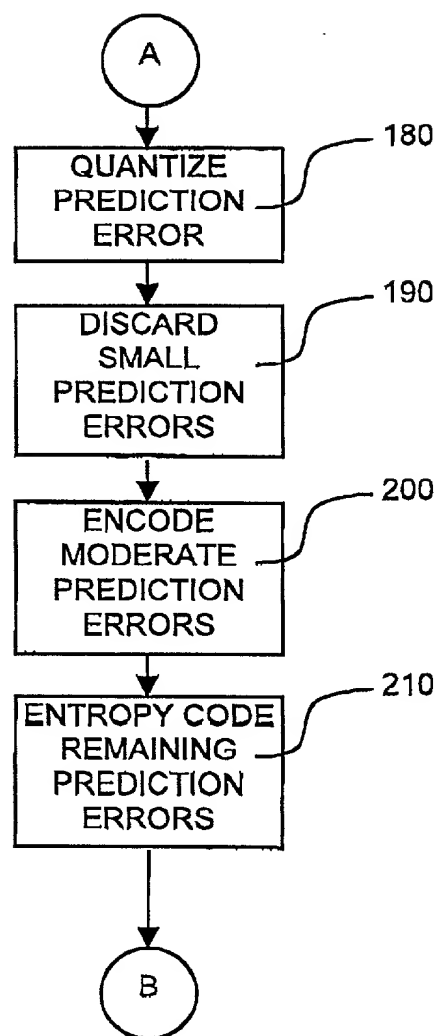 A
QUANTIZE
PREDICTION
ERROR
180
DISCARD
SMALL
PREDICTION
ERRORS
190
ENCODE
MODERATE
PREDICTION
ERRORS
200
ENTROPY CODE
REMAINING
PREDICTION
ERRORS
210
B